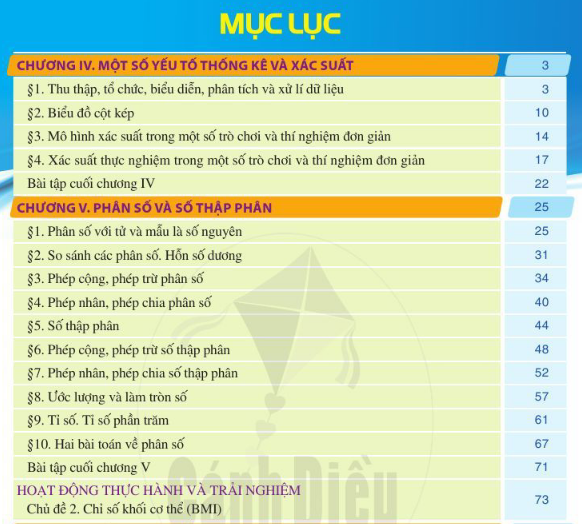 MỤC LỤC
CHƯƠNG IV. MỘT SỐ YẾU TỐ THỐNG KÊ VÀ XÁC SUẤT 3
§1. Thu thập, tổ chức, biểu diễn, phân tích và xử lí dữ liệu 3
§2. Biểu đồ cột kép 10
§3. Mô hình xác suất trong một số trò chơi và thí nghiệm đơn giản 14
§4. Xác suất thực nghiệm trong một số trò chơi và thí nghiệm đơn giản 17
Bài tập cuối chương IV 22
CHƯƠNG V. PHÂN SỐ VÀ SỐ THẬP PHÂN 25
§1. Phân số với tử và mẫu là số nguyên 25
§2. So sánh các phân số. Hỗn số dương 31
§3. Phép cộng, phép trừ phân số 34
§4. Phép nhân, phép chia phân số 40
§5. Số thập phân 44
§6. Phép cộng, phép trừ số thập phân 48
§7. Phép nhân, phép chia số thập phân 52
§8. Ước lượng và làm tròn số 57
§9. Tỉ số. Tỉ số phần trăm 61
§10. Hai bài toán về phân số 67
Bài tập cuối chương V 71
HOẠT ĐỘNG THỰC HÀNH VÀ TRẢI NGHIỆM 73
Chủ đề 2. Chỉ số khối cơ thể (BMI)
Cánh Diều